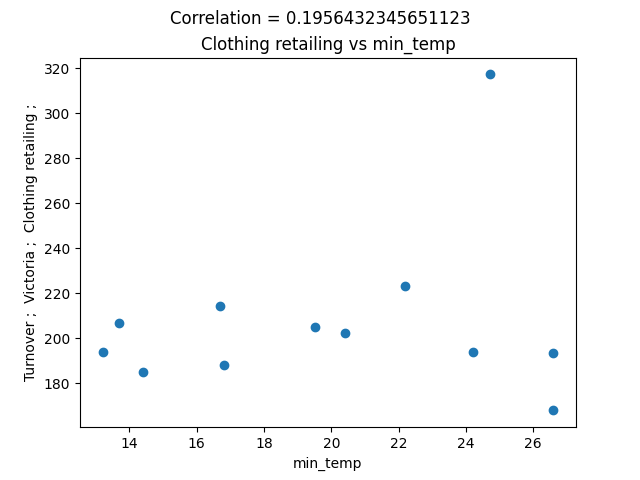 Correlation = 0.1956432345651123
Clothing retailing vs min_temp
Turnover ;  Victoria ;  Clothing retailing ;
320
300
280
260
240
220
200
180
14 16 18 20 22 24 26
min_temp